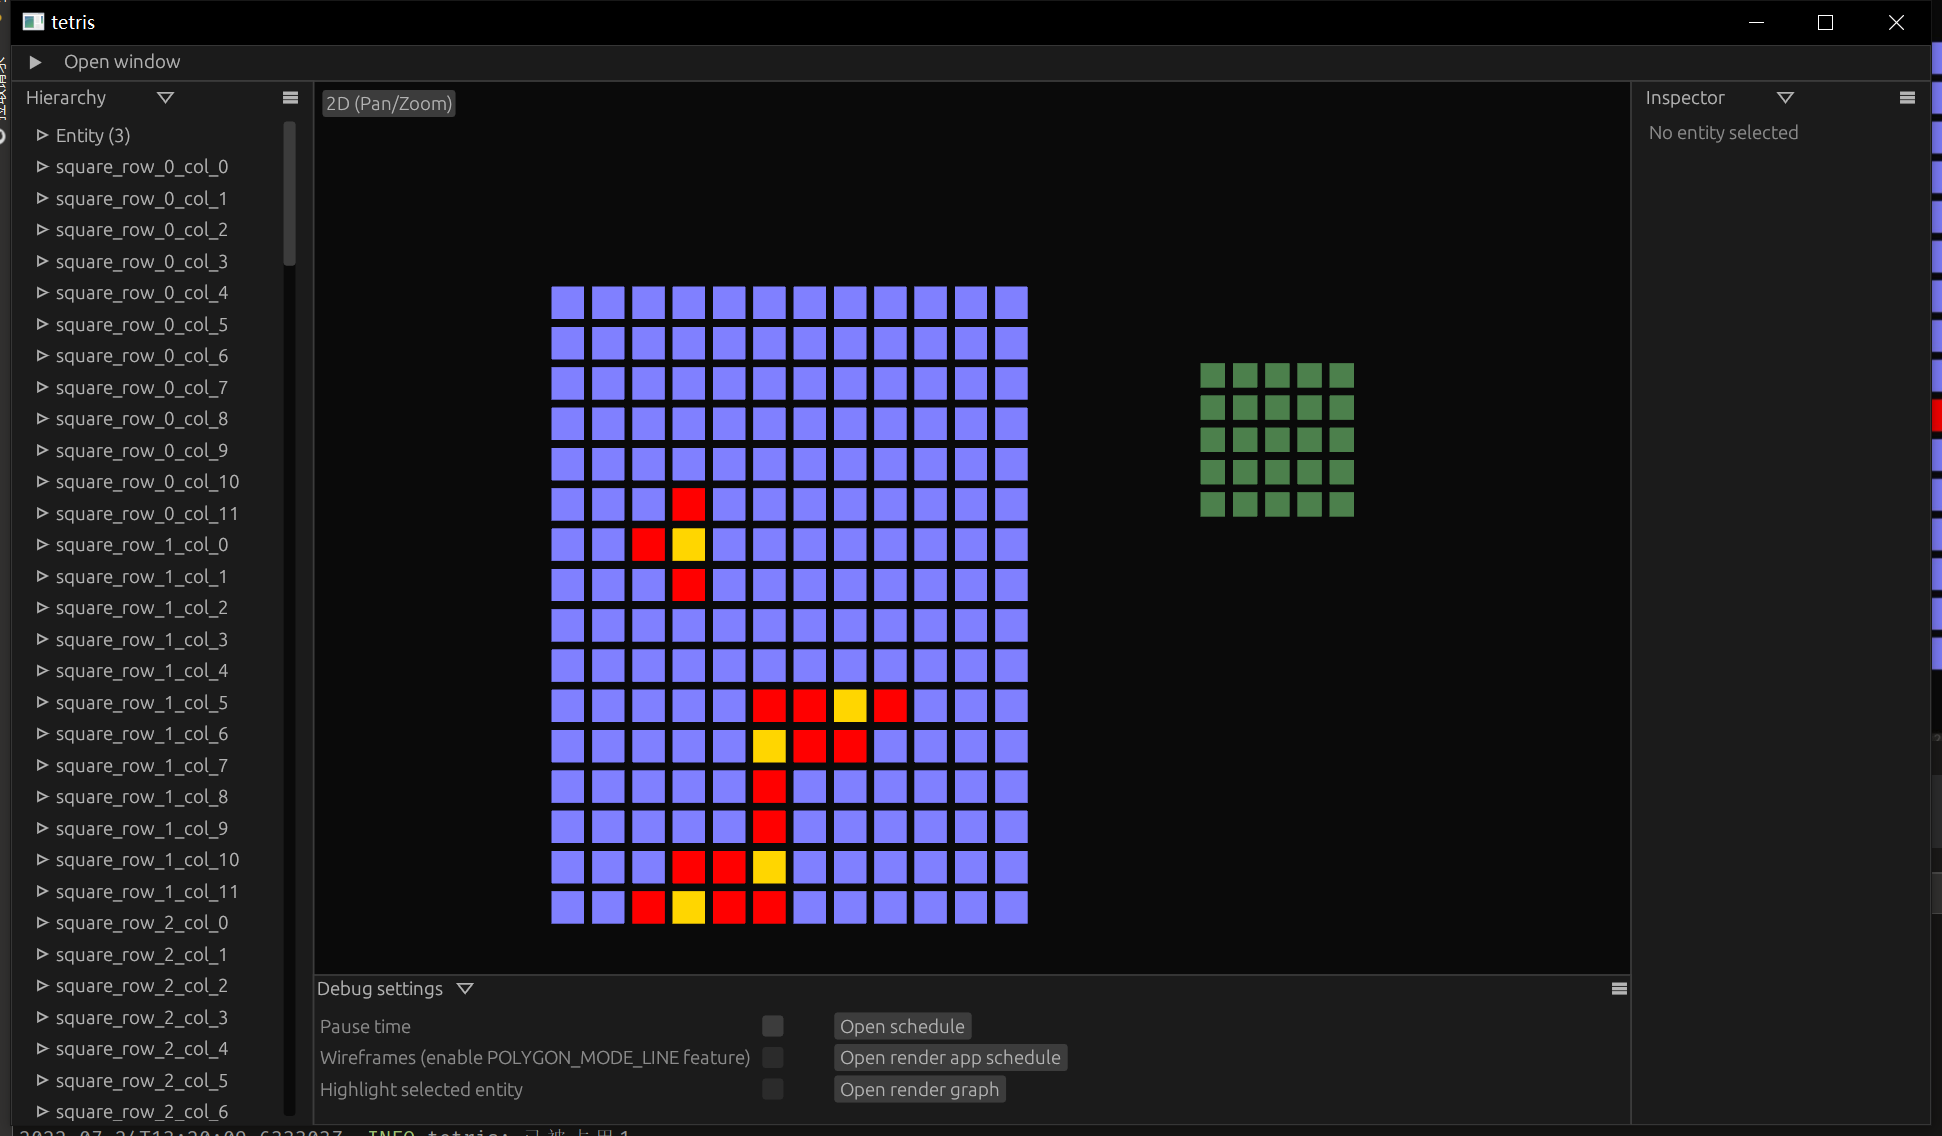 tetris
Open window
Hierarchy
2D (Pan/Zoom)
Inspector
No entity selected
Entity (3)
square_row_0_col_0
square_row_0_col_1
square_row_0_col_2
square_row_0_col_3
square_row_0_col_4
square_row_0_col_5
square_row_0_col_6
square_row_0_col_7
square_row_0_col_8
square_row_0_col_9
square_row_0_col_10
square_row_0_col_11
square_row_1_col_0
square_row_1_col_1
square_row_1_col_2
square_row_1_col_3
square_row_1_col_4
square_row_1_col_5
square_row_1_col_6
square_row_1_col_7
square_row_1_col_8
square_row_1_col_9
square_row_1_col_10
square_row_1_col_11
square_row_2_col_0
square_row_2_col_1
square_row_2_col_2
square_row_2_col_3
square_row_2_col_4
square_row_2_col_5
square_row_2_col_6
Debug settings
Pause time
Open schedule
Wireframes (enable POLYGON_MODE_LINE feature)
Open render app schedule
Highlight selected entity
Open render graph
INFO tetris: